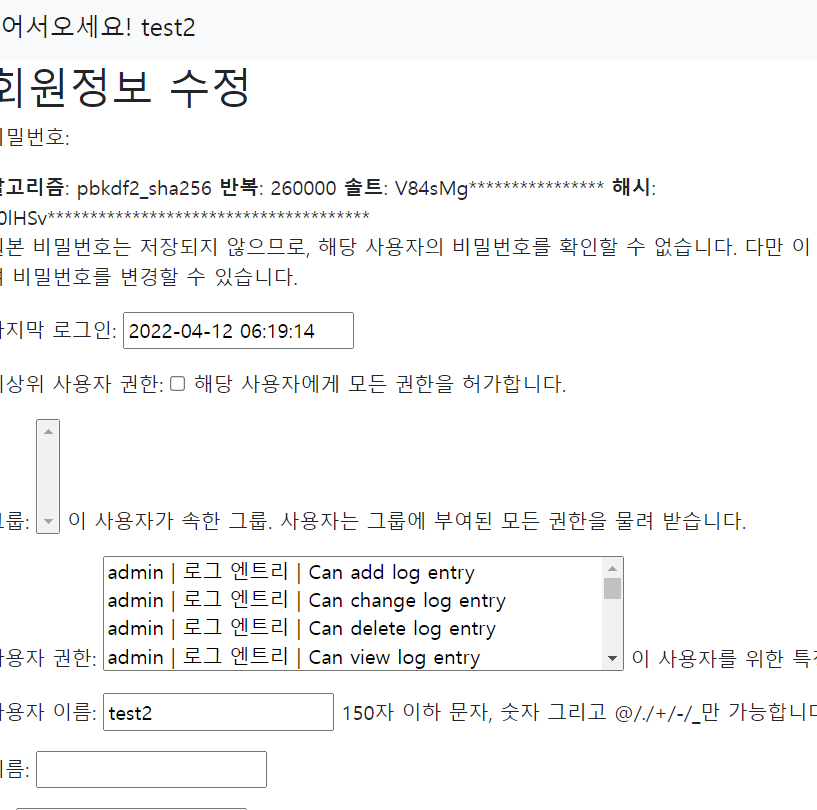 어서오세요! test2
회원정보 수정
비밀번호:
알고리즘: pbkdf2_sha256 반복: 260000 솔트: V84sMg**************** 해시:
0lHSv**************************************
원본 비밀번호는 저장되지 않으므로, 해당 사용자의 비밀번호를 확인할 수 없습니다. 다만 이
비밀번호를 변경할 수 있습니다.
마지막 로그인: 2022-04-12 06:19:14
최상위 사용자 권한: 해당 사용자에게 모든 권한을 허가합니다.
그룹: 이 사용자가 속한 그룹. 사용자는 그룹에 부여된 모든 권한을 물려 받습니다.
admin | 로그 엔트리 | Can add log entry
admin | 로그 엔트리 | Can change log entry
admin | 로그 엔트리 | Can delete log entry
admin | 로그 엔트리 | Can view log entry
사용자 권한: 이 사용자를 위한 특정
사용자 이름: test2 150자 이하 문자, 숫자 그리고 @/./+/-/_만 가능합니다
이름: